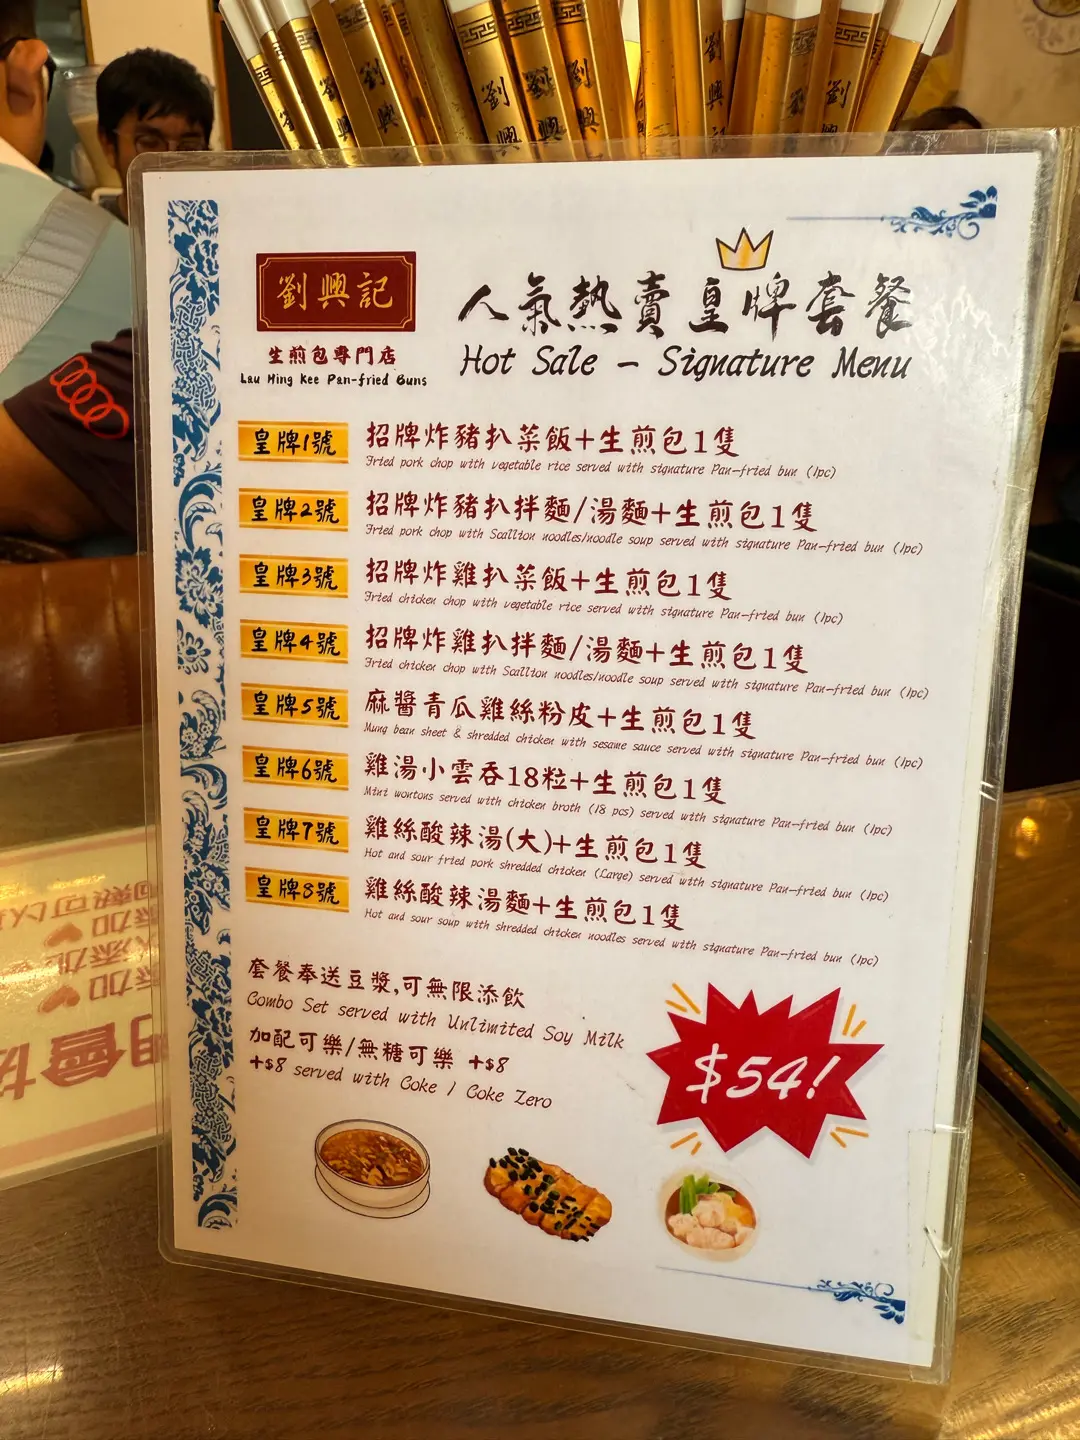 劉興
劉興
劉興記
生煎包專門店
Lau Hing Kee Pan-fried Buns
人氣熱賣皇牌套餐
Hot Sale – Signature Menu
皇牌1號
招牌炸豬扒菜飯+生煎包1隻
Fried pork chop with vegetable rice served with signature Pan-fried bun (1pc)
皇牌2號
招牌炸豬扒拌麵/湯麵+生煎包1隻
Fried pork chop with Scallion noodles/noodle soup served with signature Pan-fried bun (1pc)
皇牌3號
招牌炸雞扒菜飯+生煎包1隻
Fried chicken chop with vegetable rice served with signature Pan-fried bun (1pc)
皇牌4號
招牌炸雞扒拌麵/湯麵+生煎包1隻
Fried chicken chop with Scallion noodles/noodle soup served with signature Pan-fried bun (1pc)
皇牌5號
麻醬青瓜雞絲粉皮+生煎包1隻
Mung bean sheet & shredded chicken with sesame sauce served with signature Pan-fried bun (1pc)
皇牌6號
雞湯小雲吞18粒+生煎包1隻
Mini wontons served with chicken broth (18 pcs) served with signature Pan-fried bun (1pc)
皇牌7號
雞絲酸辣湯(大)+生煎包1隻
Hot and sour fried pork shredded chicken (Large) served with signature Pan-fried bun (1pc)
皇牌8號
雞絲酸辣湯麵+生煎包1隻
Hot and sour soup with shredded chicken noodles served with signature Pan-fried bun (1pc)
套餐奉送豆漿,可無限添飲
Combo Set served with Unlimited Soy Milk
加配可樂/無糖可樂 +$8
+$8 served with Coke / Coke Zero
$54!